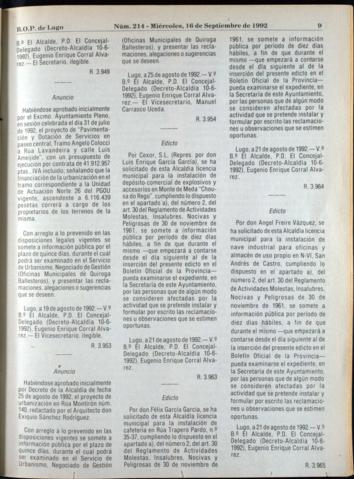 B.O.P. de Lugo
Núm. 214 - Miércoles, 16 de Septiembre de 1992
9
B.º El Alcalde, P.D. El Concejal-
Delegado (Decreto-Alcaldía 10-6-
1992), Eugenio Enrique Corral Alva-
rez.— El Secretario, ilegible.
R. 3.949
Anuncio
Habiéndose aprobado inicialmente
por el Excmo. Ayuntamiento Pleno,
en sesión celebrada el día 31 de julio
de 1992, el proyecto de "Pavimenta-
ción y Dotación de Servicios en
paseo central, Tramo Angelo Colocci
a Rúa Lavandeira y calle Luis
Ameijide", con un presupuesto de
ejecución por contrata de 41.912.957
ptas., IVA incluido, señalando que la
financiación de la urbanización en el
tramo correspondiente a la Unidad
de Actuación Norte 26 del PGOU
vigente, ascendente a 6.116.439
pesetas correrá a cargo de los
propietarios de los terrenos de la
misma.
Con arreglo a lo prevenido en las
disposiciones legales vigentes se
somete a información pública por el
plazo de quince días, durante el cual
podrá ser examinado en el Servicio
de Urbanismo, Negociado de Gestión
(Oficinas Municipales de Quiroga
Ballesteros) y presentar las recla-
maciones, alegaciones o sugerencias
que se deseen.
Lugo, a 19 de agosto de 1992.— V.º
B.º El Alcalde, P.D. El Concejal-
Delegado (Decreto-Alcaldía 10-6-
1992), Eugenio Enrique Corral Alva-
rez.— El Vicesecretario, ilegible.
R. 3.953
Anuncio
Habiéndose aprobado inicialmente
por Decreto de la Alcaldía de fecha
25 de agosto de 1992, el proyecto de
urbanización en Rúa Montirón núm.
140, redactado por el Arquitecto don
Exiquio Sánchez Rodríguez.
Con arreglo a lo prevenido en las
disposiciones vigentes se somete a
información pública por el plazo de
quince días, durante el cual podrá
ser examinado en el Servicio de
Urbanismo, Negociado de Gestión
(Oficinas Municipales de Quiroga
Ballesteros), y presentar las recla-
maciones, alegaciones o sugerencias
que se deseen.
Lugo, a 25 de agosto de 1992.— V.º
B.º El Alcalde, P.D. El Concejal-
Delegado (Decreto-Alcaldía 10-6-
1992), Eugenio Enrique Corral Alva-
rez.— El Vicesecretario, Manuel
Carrasco Uceda.
R. 3.954
Edicto
Por Coxor, S.L. (Repres. por don
Luis Enrique García García), se ha
solicitado de esta Alcaldía licencia
municipal para la instalación de
depósito comercial de explosivos y
accesorios en Monte de Meda "Chou-
sa do Rego", cumpliendo lo dispuesto
en el apartado a), del número 2, del
art. 30 del Reglamento de Actividades
Molestas, Insalubres, Nocivas y
Peligrosas de 30 de noviembre de
1961, se somete a información
pública por período de diez días
hábiles, a fin de que durante el
mismo —que empezará a contarse
desde el día siguiente al de la
inserción del presente edicto en el
Boletín Oficial de la Provincia—
pueda examinarse el expediente, en
la Secretaría de este Ayuntamiento,
por las personas que de algún modo
se consideren afectadas por la
actividad que se pretende instalar y
formular por escrito las reclamacio-
nes u observaciones que se estimen
oportunas.
Lugo, a 21 de agosto de 1992.— V.º
B.º El Alcalde, P.D. El Concejal-
Delegado (Decreto-Alcaldía 10-6-
1992), Eugenio Enrique Corral Alva-
rez.
R. 3.963
Edicto
Por don Félix García García, se ha
solicitado de esta Alcaldía licencia
municipal para la instalación de
cafetería en Rúa Trapero Pardo, n.º
35-37, cumpliendo lo dispuesto en el
apartado a), del número 2, del art. 30
del Reglamento de Actividades
Molestas, Insalubres, Nocivas y
Peligrosas de 30 de noviembre de
1961, se somete a información
pública por período de diez días
hábiles, a fin de que durante el
mismo —que empezará a contarse
desde el día siguiente al de la
inserción del presente edicto en el
Boletín Oficial de la Provincia—
pueda examinarse el expediente, en
la Secretaría de este Ayuntamiento,
por las personas que de algún modo
se consideren afectadas por la
actividad que se pretende instalar y
formular por escrito las reclamacio-
nes u observaciones que se estimen
oportunas.
Lugo, a 21 de agosto de 1992.— V.º
B.º El Alcalde, P.D. El Concejal-
Delegado (Decreto-Alcaldía 10-6-
1992), Eugenio Enrique Corral Alva-
rez.
R. 3.964
Edicto
Por don Angel Freire Vázquez, se
ha solicitado de esta Alcaldía licencia
municipal para la instalación de
nave industrial para oficinas y
almacén de uso propio en N-VI, San
Andrés de Castro, cumpliendo lo
dispuesto en el apartado a), del
número 2, del art. 30 del Reglamento
de Actividades Molestas, Insalubres,
Nocivas y Peligrosas de 30 de
noviembre de 1961, se somete a
información pública por período de
diez días hábiles, a fin de que
durante el mismo —que empezará a
contarse desde el día siguiente al de
la inserción del presente edicto en el
Boletín Oficial de la Provincia—
pueda examinarse el expediente, en
la Secretaría de este Ayuntamiento,
por las personas que de algún modo
se consideren afectadas por la
actividad que se pretende instalar y
formular por escrito las reclamacio-
nes u observaciones que se estimen
oportunas.
Lugo, a 21 de agosto de 1992.— V.º
B.º El Alcalde, P.D. El Concejal-
Delegado (Decreto-Alcaldía 10-6-
1992), Eugenio Enrique Corral Alva-
rez.
R. 3.965